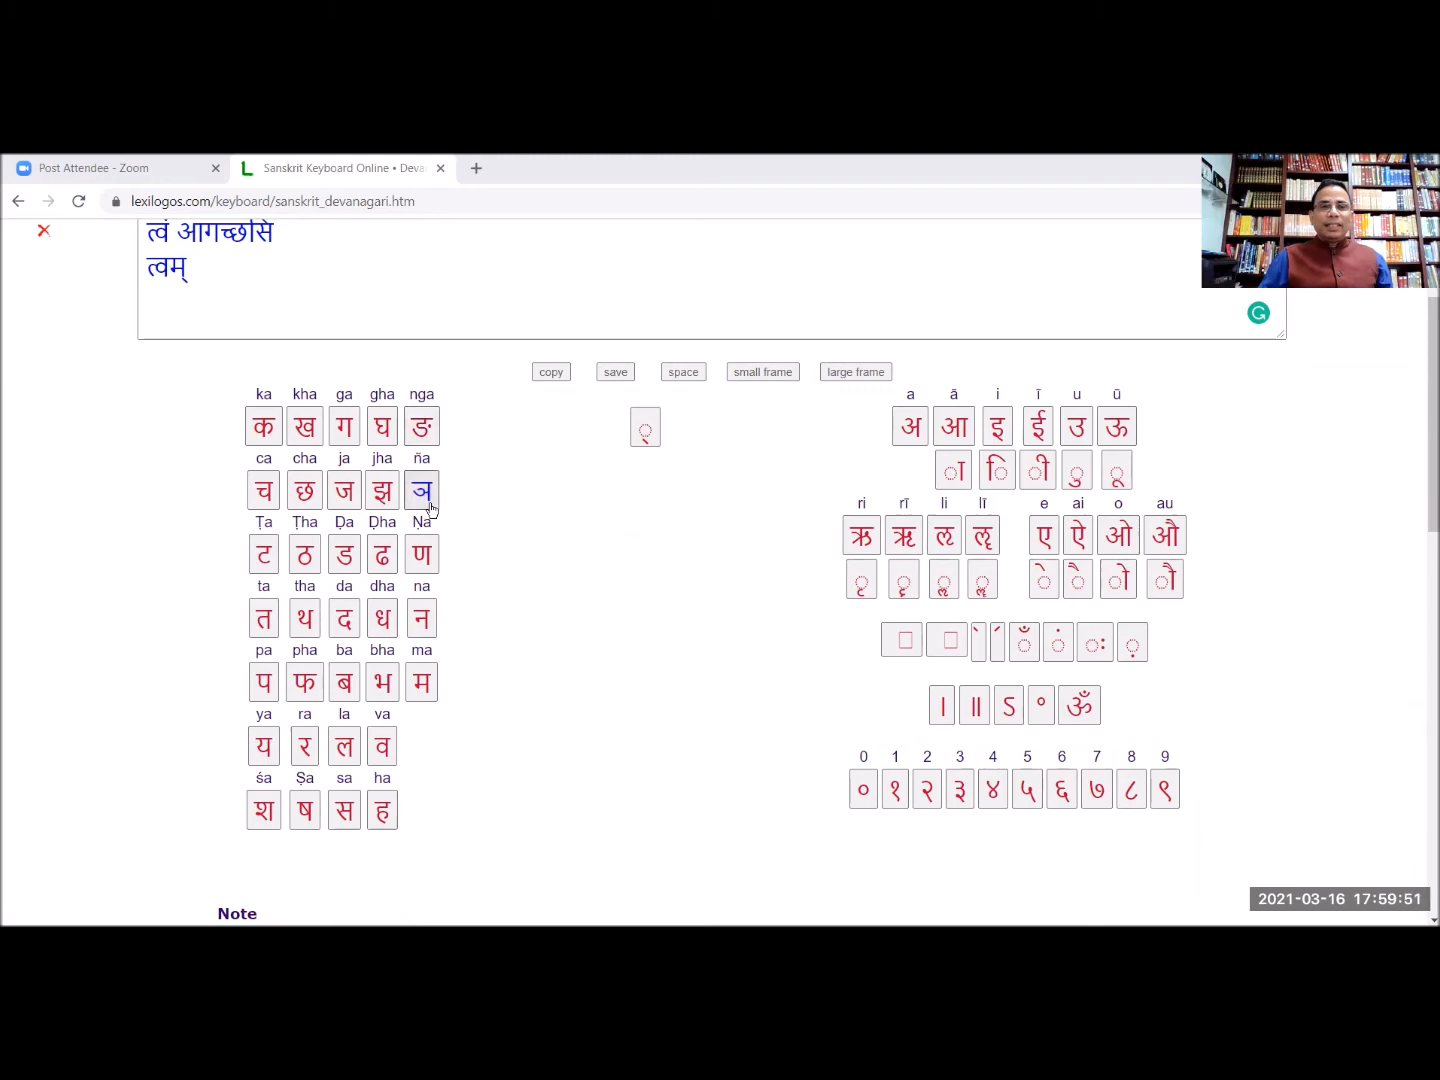 Post Attendee - Zoom
Sanskrit Keyboard Online • Deva
lexilogos.com/keyboard/sanskrit_devanagari.htm
त्वं आगच्छसि
त्वम्
copy save space small frame large frame
ka kha ga gha nga
क ख ग घ ङ
ca cha ja jha ña
च छ ज झ ञ
Ṭa Ṭha Ḍa Ḍha Ṇa
ट ठ ड ढ ण
ta tha da dha na
त थ द ध न
pa pha ba bha ma
प फ ब भ म
ya ra la va
य र ल व
śa Ṣa sa ha
श ष स ह
्
a ā i ī u ū
अ आ इ ई उ ऊ
ा ि ी ु ू
ri rī li lī e ai o au
ऋ ॠ ऌ ॡ ए ऐ ओ औ
ृ ॄ ॢ ॣ े ै ो ौ
ँ ं ः ़
। ॥ ऽ ° ॐ
0 1 2 3 4 5 6 7 8 9
० १ २ ३ ४ ५ ६ ७ ८ ९
Note
2021-03-16 17:59:51